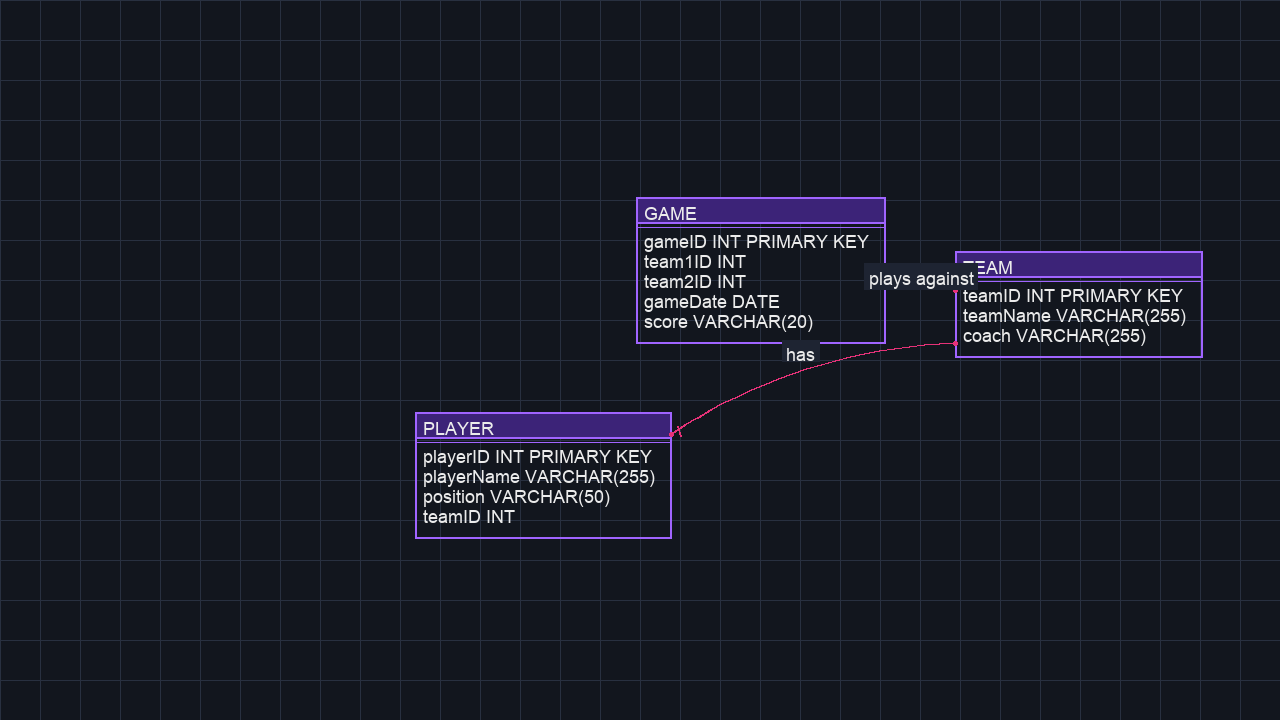 GAME
gameID INT PRIMARY KEY
team1ID INT
team2ID INT
gameDate DATE
score VARCHAR(20)
plays against
TEAM
teamID INT PRIMARY KEY
teamName VARCHAR(255)
coach VARCHAR(255)
has
PLAYER
playerID INT PRIMARY KEY
playerName VARCHAR(255)
position VARCHAR(50)
teamID INT